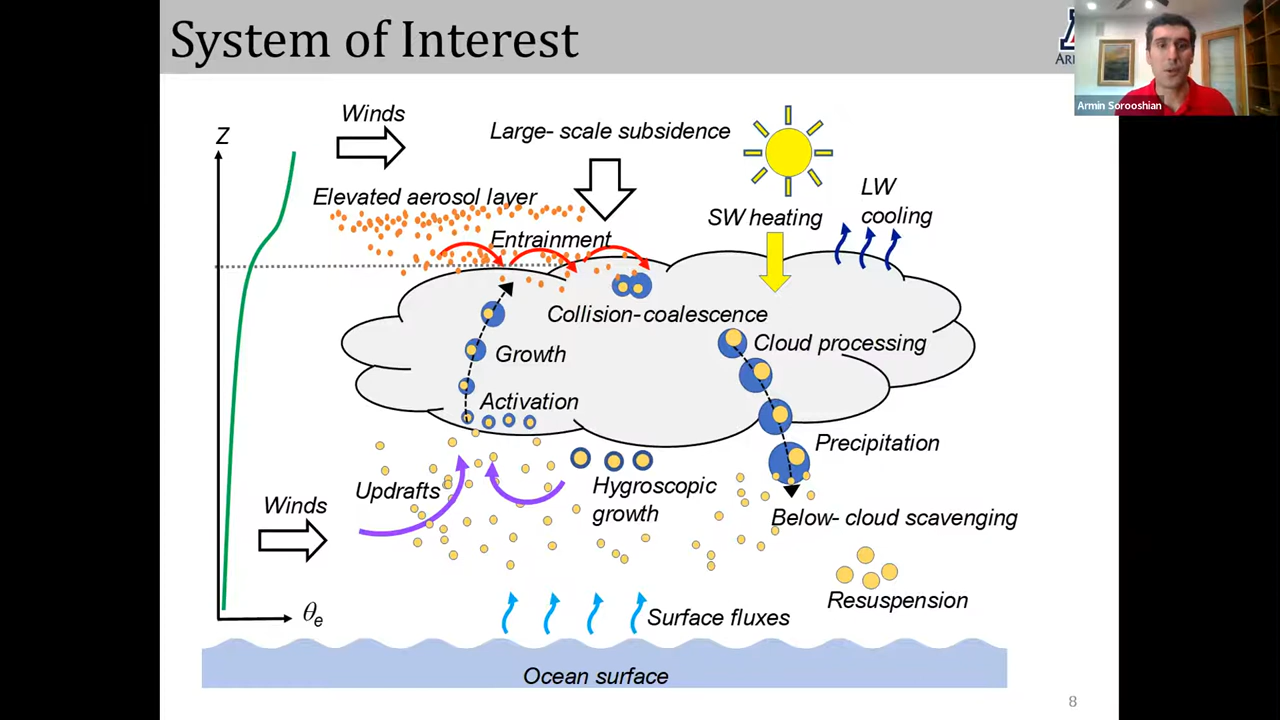 System of Interest
Armin Sorooshian
Winds
Z
Large- scale subsidence
LW
cooling
Elevated aerosol layer
SW heating
Entrainment
Collision-coalescence
Cloud processing
Growth
Activation
Precipitation
Updrafts
Hygroscopic
growth
Winds
Below- cloud scavenging
Resuspension
θe
Surface fluxes
Ocean surface
8